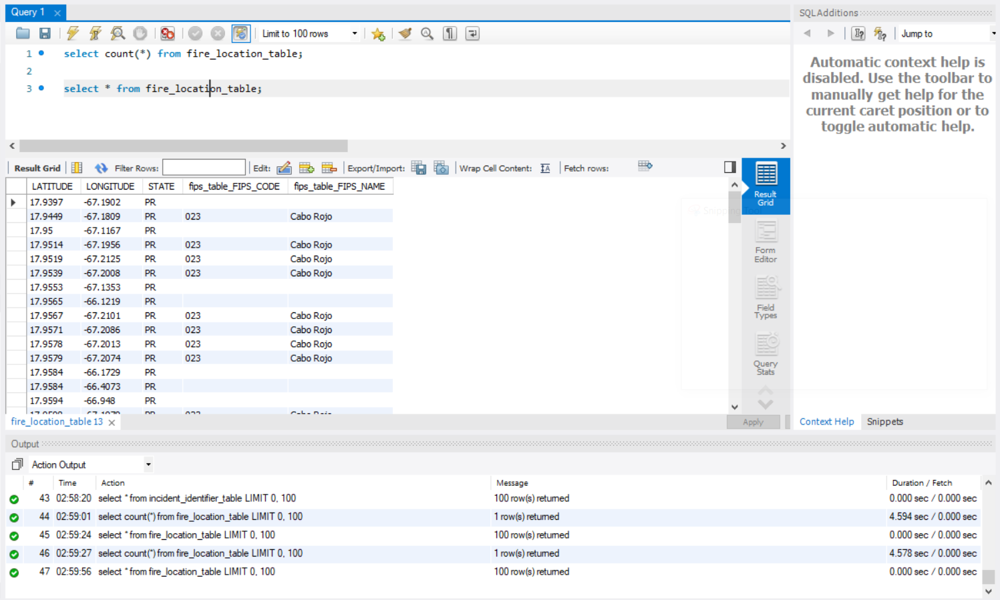 Query 1
SQLAdditions
Limit to 100 rows
Jump to
1 select count(*) from fire_location_table;
2
3 select * from fire_location_table;
Automatic context help is
disabled. Use the toolbar to
manually get help for the
current caret position or to
toggle automatic help.
Result Grid Filter Rows: Edit: Export/Import: Wrap Cell Content: Fetch rows:
LATITUDE LONGITUDE STATE fips_table_FIPS_CODE fips_table_FIPS_NAME
17.9397 -67.1902 PR
17.9449 -67.1809 PR 023 Cabo Rojo
17.95 -67.1167 PR
17.9514 -67.1956 PR 023 Cabo Rojo
17.9519 -67.2125 PR 023 Cabo Rojo
17.9539 -67.2008 PR 023 Cabo Rojo
17.9553 -67.1353 PR
17.9565 -66.1219 PR
17.9567 -67.2101 PR 023 Cabo Rojo
17.9571 -67.2086 PR 023 Cabo Rojo
17.9578 -67.2013 PR 023 Cabo Rojo
17.9579 -67.2074 PR 023 Cabo Rojo
17.9584 -66.1729 PR
17.9584 -66.4073 PR
17.9594 -66.948 PR
Result
Grid
Snipping Tool
Form
Editor
Field
Types
Query
Stats
fire_location_table 13
Apply
Context Help Snippets
Output
Action Output
# Time Action Message Duration / Fetch
43 02:58:20 select * from incident_identifier_table LIMIT 0, 100 100 row(s) returned 0.000 sec / 0.000 sec
44 02:59:01 select count(*) from fire_location_table LIMIT 0, 100 1 row(s) returned 4.594 sec / 0.000 sec
45 02:59:24 select * from fire_location_table LIMIT 0, 100 100 row(s) returned 0.000 sec / 0.000 sec
46 02:59:27 select count(*) from fire_location_table LIMIT 0, 100 1 row(s) returned 4.578 sec / 0.000 sec
47 02:59:56 select * from fire_location_table LIMIT 0, 100 100 row(s) returned 0.000 sec / 0.000 sec